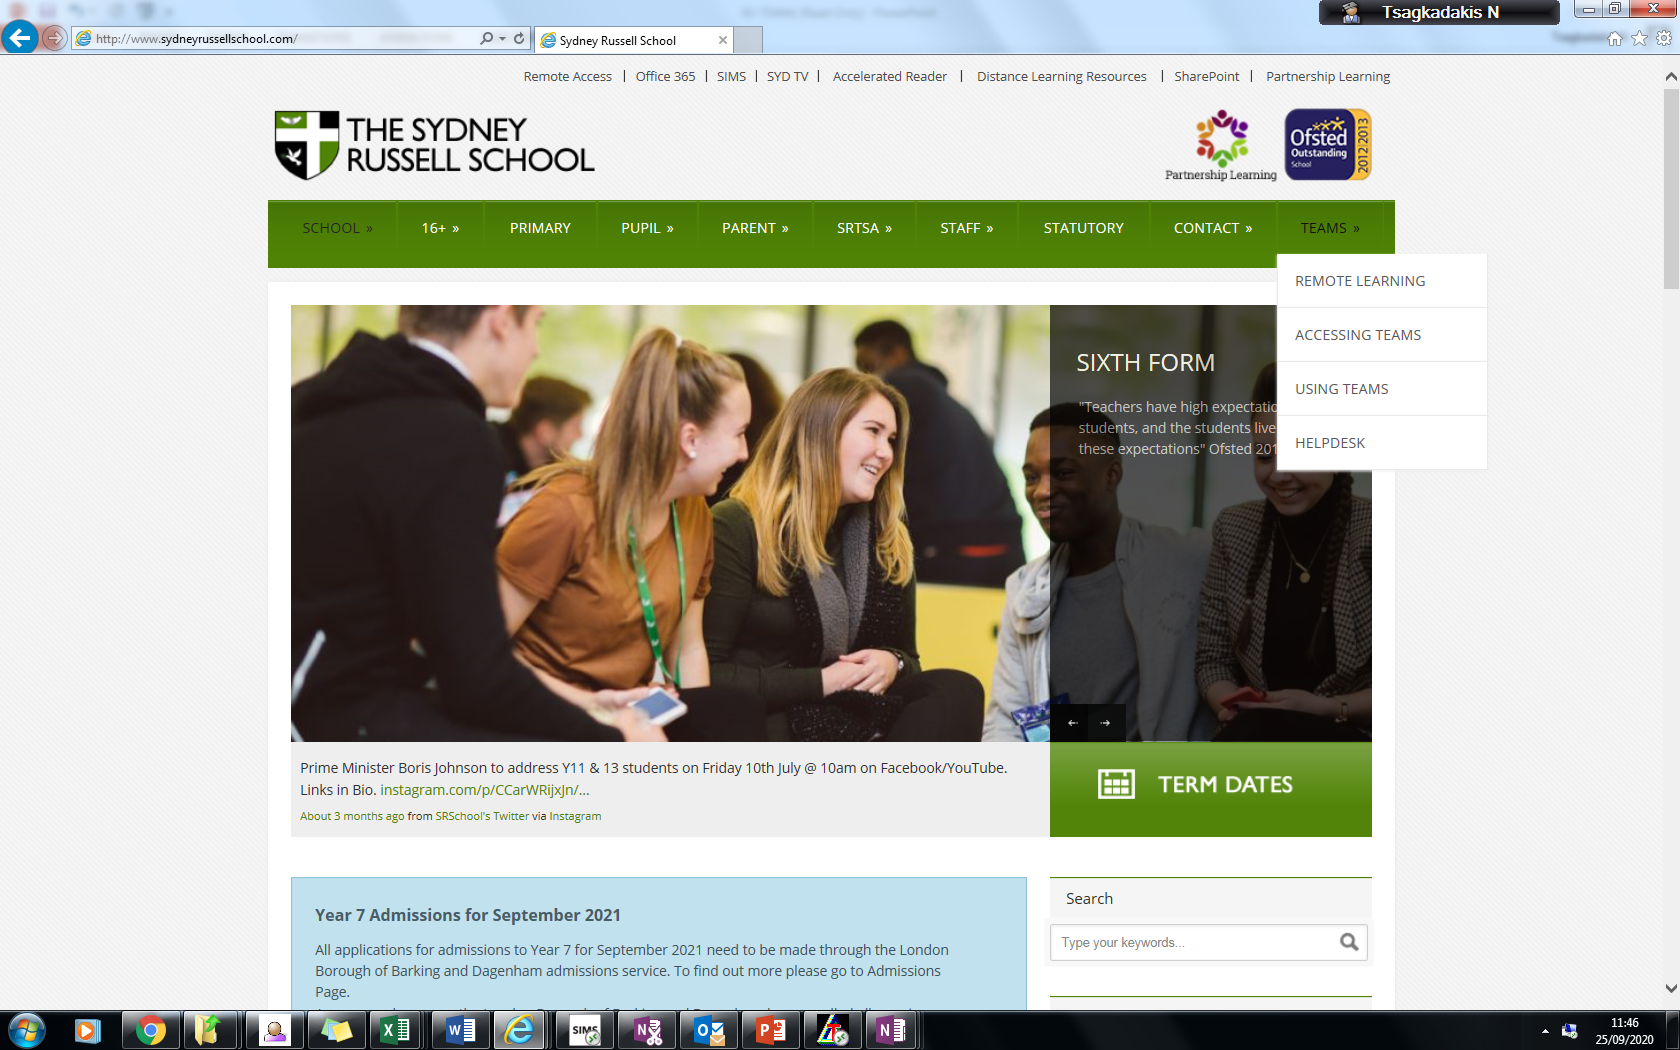 Tsagkadakis N
http://www.sydneyrussellschool.com/
Sydney Russell School
Remote Access | Office 365 | SIMS | SYD TV | Accelerated Reader | Distance Learning Resources | SharePoint | Partnership Learning
THE SYDNEY
RUSSELL SCHOOL
Partnership Learning
Ofsted
Outstanding
School
2012|2013
SCHOOL » 16+ » PRIMARY PUPIL » PARENT » SRTSA » STAFF » STATUTORY CONTACT » TEAMS »
REMOTE LEARNING
ACCESSING TEAMS
USING TEAMS
HELPDESK
SIXTH FORM
"Teachers have high expectatio
students, and the students live
these expectations" Ofsted 201
Prime Minister Boris Johnson to address Y11 & 13 students on Friday 10th July @ 10am on Facebook/YouTube.
Links in Bio. instagram.com/p/CCarWRijxJn/...
About 3 months ago from SRSchool's Twitter via Instagram
TERM DATES
Year 7 Admissions for September 2021
All applications for admissions to Year 7 for September 2021 need to be made through the London
Borough of Barking and Dagenham admissions service. To find out more please go to Admissions
Page.
Search
Type your keywords...
SIMS
11:46
25/09/2020